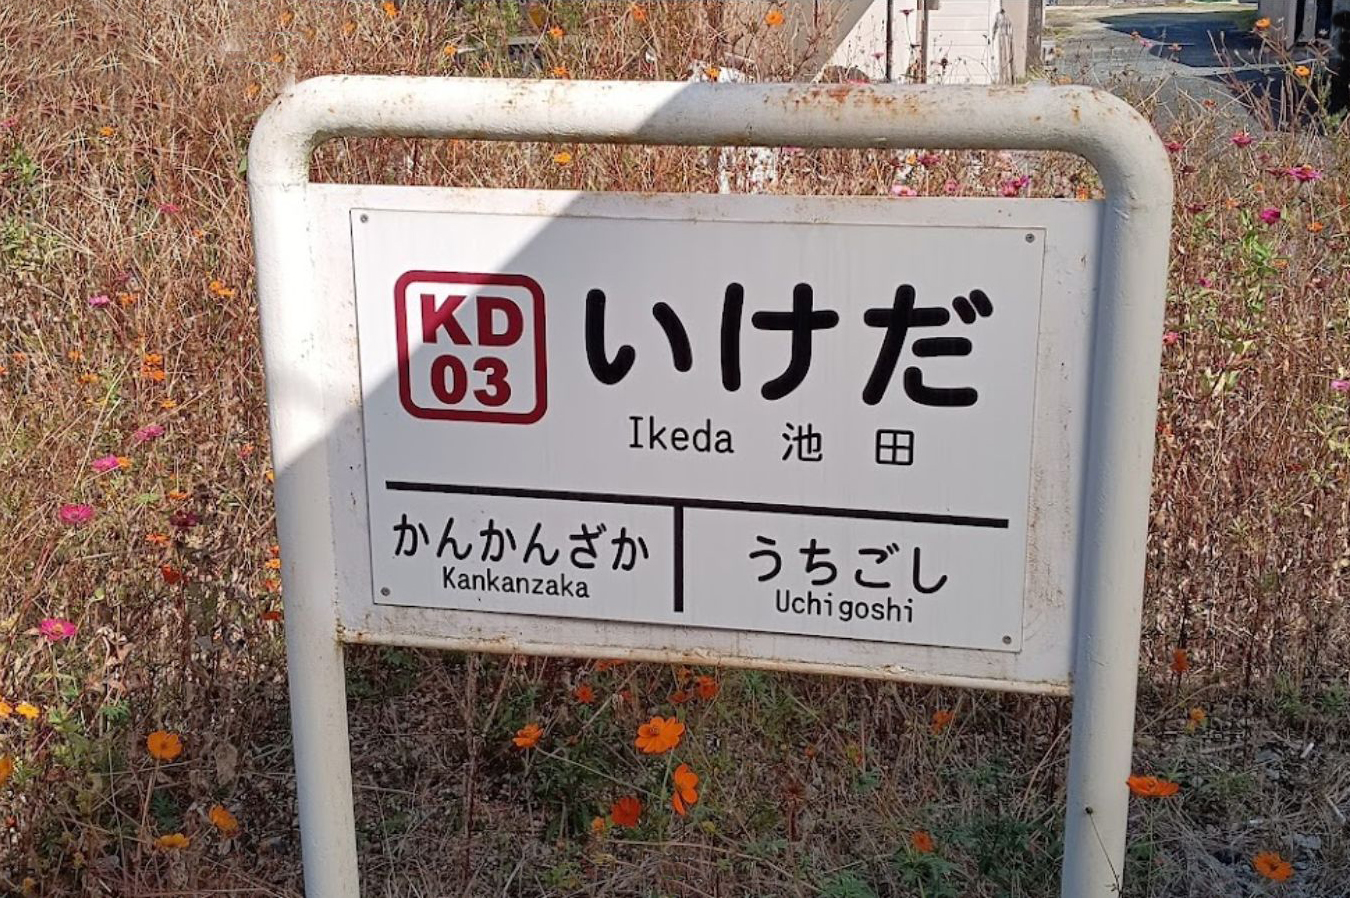 KD
03
いけだ
Ikeda 池田
かんかんざか
Kankanzaka
うちごし
Uchigoshi